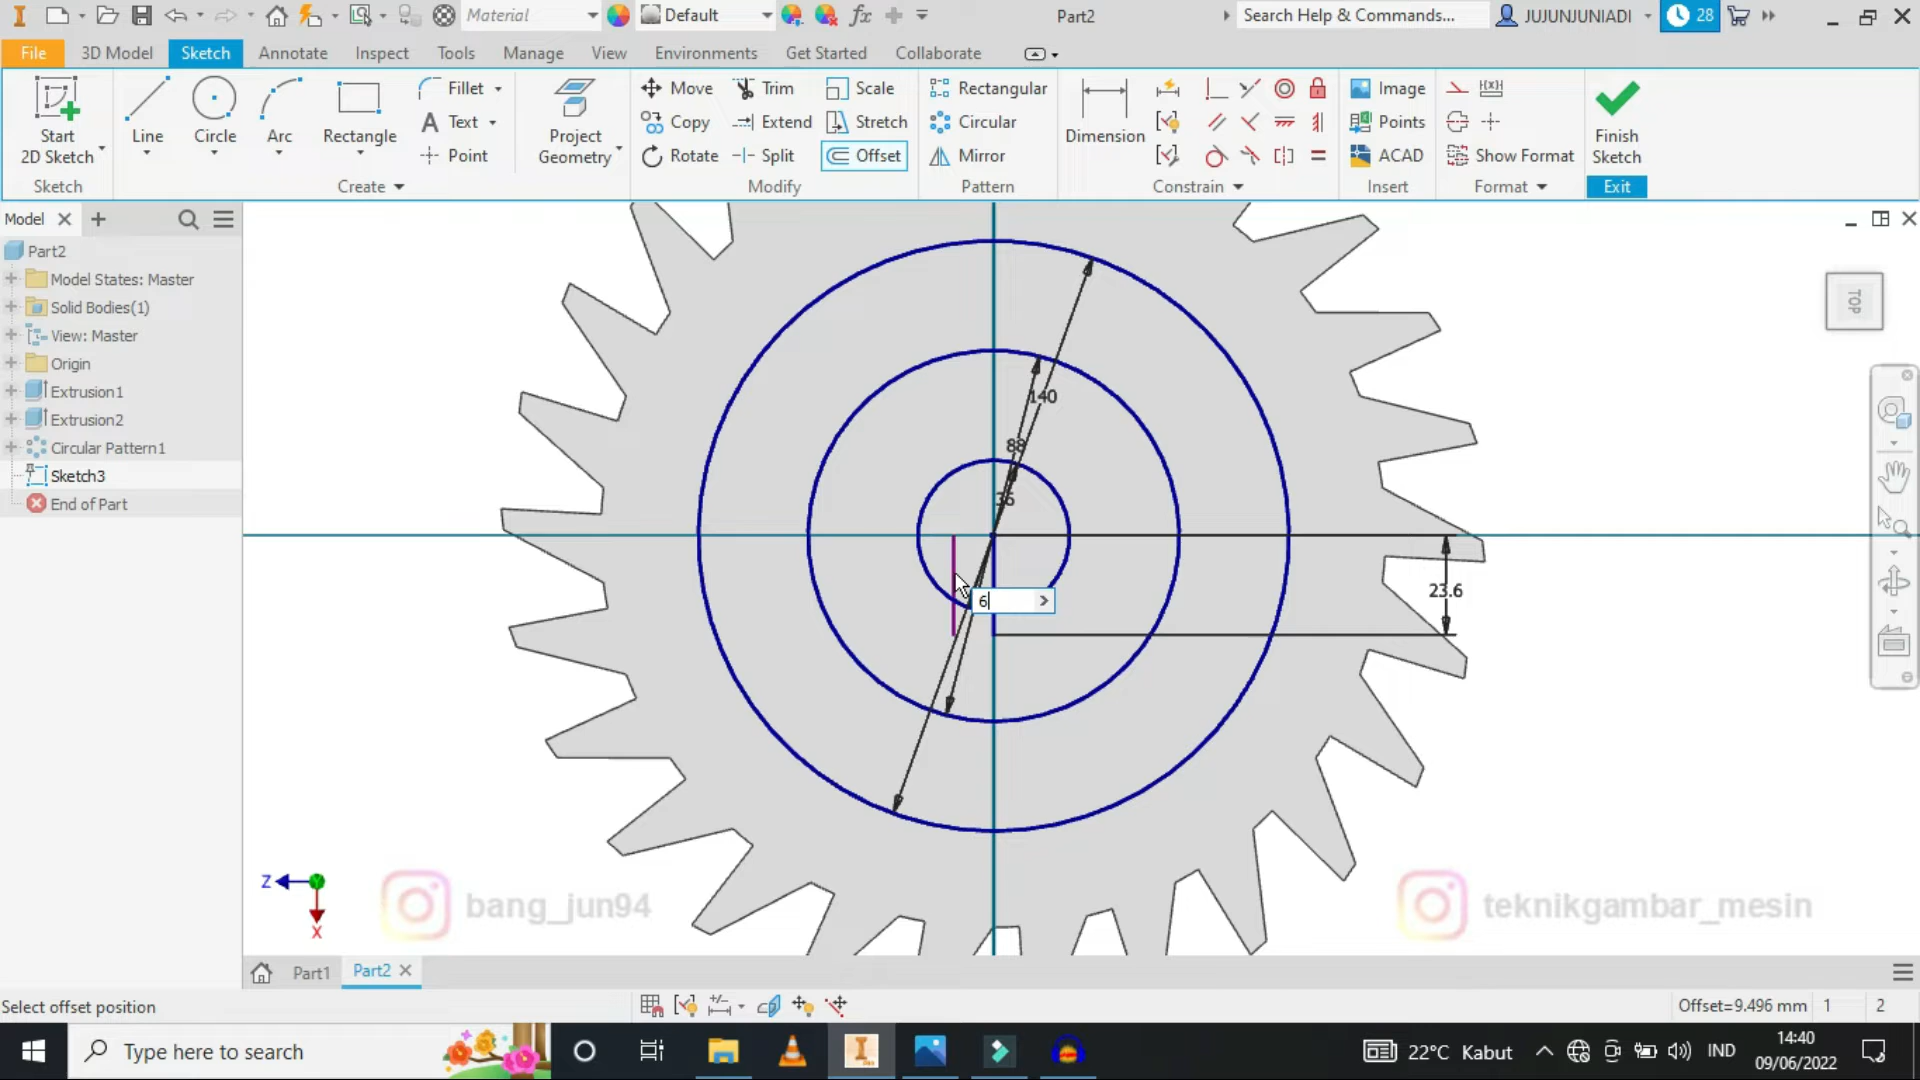 Material
Default
fx
Part2
Search Help & Commands...
JUJUNJUNIADI
28
File
3D Model
Sketch
Annotate
Inspect
Tools
Manage
View
Environments
Get Started
Collaborate
Start
2D Sketch
Line
Circle
Arc
Rectangle
Fillet
Text
Point
Project
Geometry
Move
Copy
Rotate
Trim
Extend
Split
Scale
Stretch
Offset
Rectangular
Circular
Mirror
Dimension
Image
Points
ACAD
Show Format
Finish
Sketch
Sketch
Create
Modify
Pattern
Constrain
Insert
Format
Exit
Model
Part2
Model States: Master
Solid Bodies(1)
View: Master
Origin
Extrusion1
Extrusion2
Circular Pattern1
Sketch3
End of Part
TOP
140
88
36
6
23.6
Z
X
bang_jun94
teknikgambar_mesin
Part1
Part2
Select offset position
Offset=9.496 mm
1
2
Type here to search
22°C Kabut
IND
14:40
09/06/2022